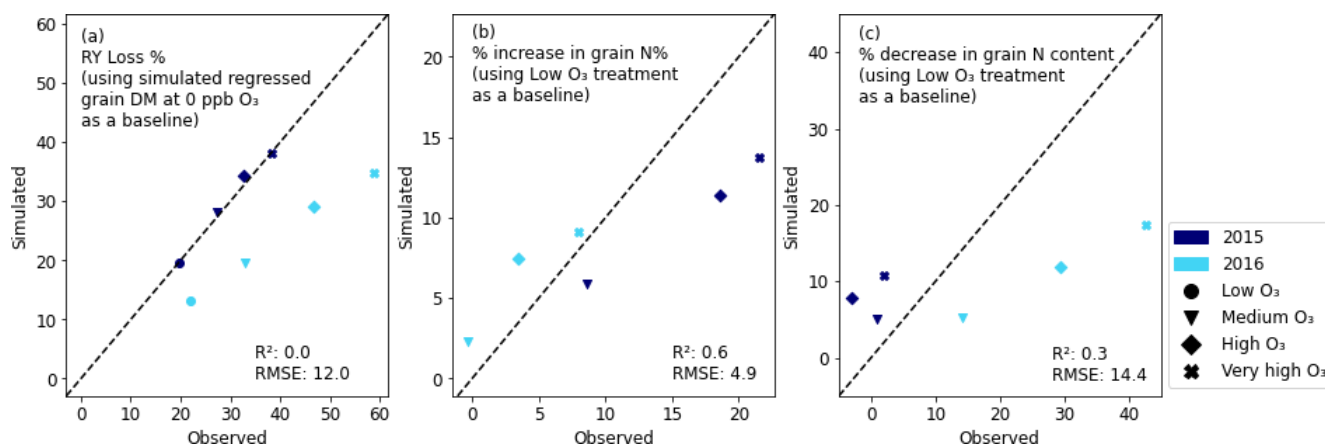 (a)
RY Loss %
(using simulated regressed
grain DM at 0 ppb O₃
as a baseline)
60
50
40
30
20
10
0
Simulated
R²: 0.0
RMSE: 12.0
0 10 20 30 40 50 60
Observed
(b)
% increase in grain N%
(using Low O₃ treatment
as a baseline)
20
15
10
5
0
Simulated
R²: 0.6
RMSE: 4.9
0 5 10 15 20
Observed
(c)
% decrease in grain N content
(using Low O₃ treatment
as a baseline)
40
30
20
10
0
Simulated
R²: 0.3
RMSE: 14.4
0 10 20 30 40
Observed
2015
2016
Low O₃
Medium O₃
High O₃
Very high O₃